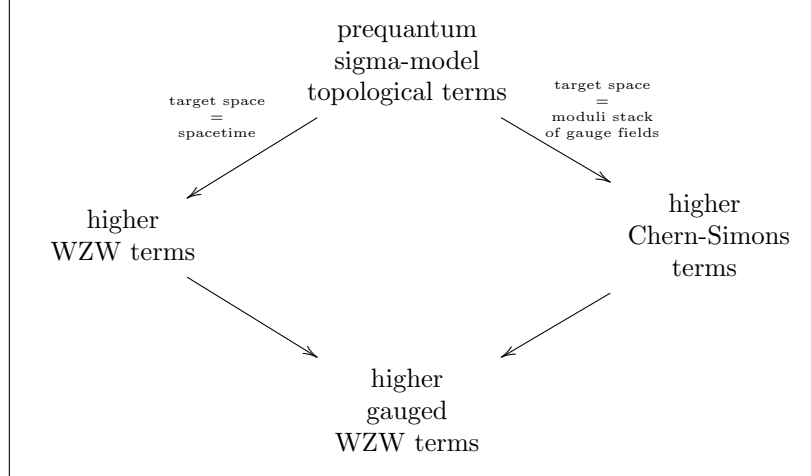 prequantum
sigma-model
topological terms
target space
=
spacetime
target space
=
moduli stack
of gauge fields
higher
WZW terms
higher
Chern-Simons
terms
higher
gauged
WZW terms